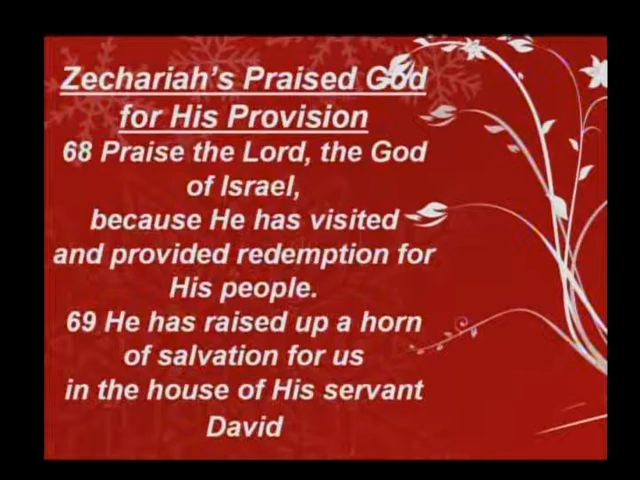 Zechariah's Praised God
for His Provision
68 Praise the Lord, the God
of Israel,
because He has visited
and provided redemption for
His people.
69 He has raised up a horn
of salvation for us
in the house of His servant
David